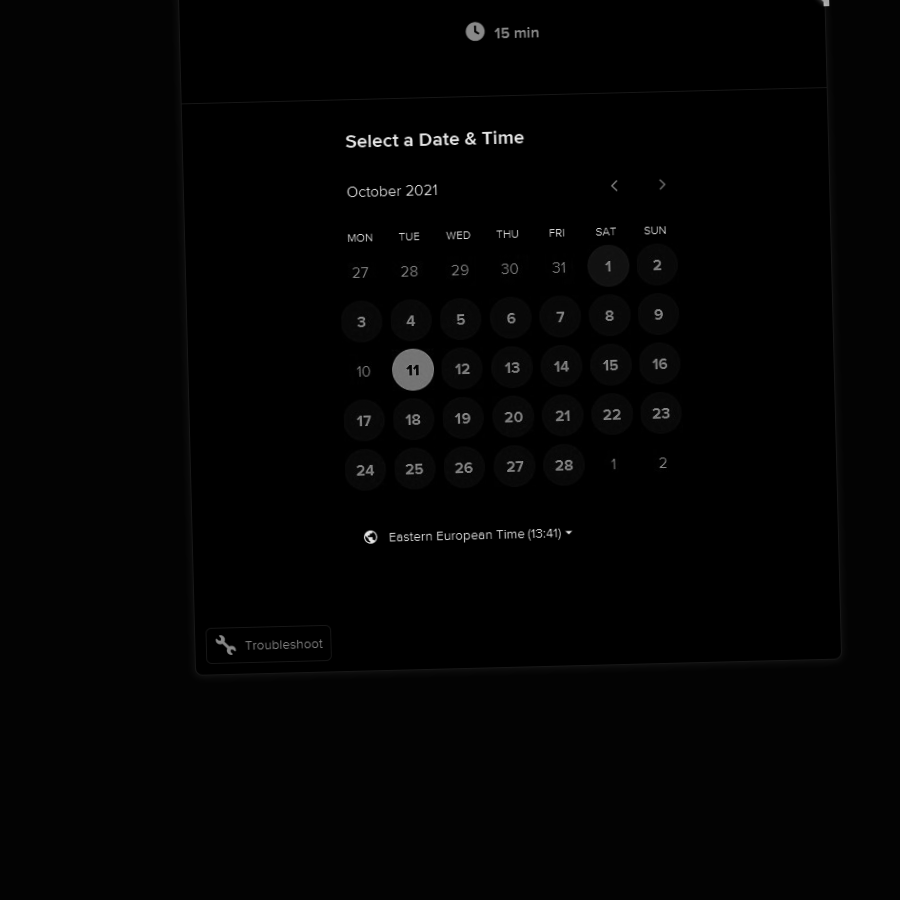 15 min
Select a Date & Time
October 2021
MON TUE WED THU FRI SAT SUN
27 28 29 30 31 1 2
3 4 5 6 7 8 9
10 11 12 13 14 15 16
17 18 19 20 21 22 23
24 25 26 27 28 1 2
Eastern European Time (13:41)
Troubleshoot